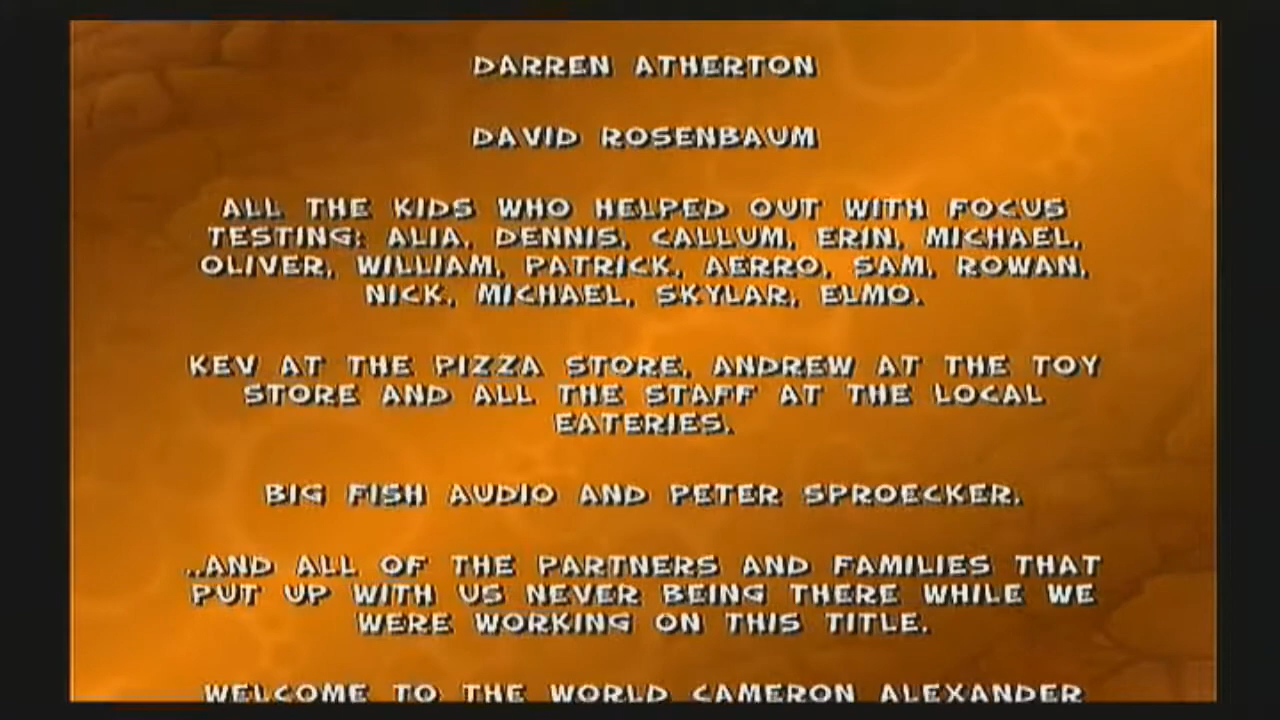 DARREN ATHERTON
DAVID ROSENBAUM
ALL THE KIDS WHO HELPED OUT WITH FOCUS
TESTING: ALIA, DENNIS, CALLUM, ERIN, MICHAEL,
OLIVER, WILLIAM, PATRICK, AERRO, SAM, ROWAN,
NICK, MICHAEL, SKYLAR, ELMO.
KEV AT THE PIZZA STORE, ANDREW AT THE TOY
STORE AND ALL THE STAFF AT THE LOCAL
EATERIES.
BIG FISH AUDIO AND PETER SPROECKER.
..AND ALL OF THE PARTNERS AND FAMILIES THAT
PUT UP WITH US NEVER BEING THERE WHILE WE
WERE WORKING ON THIS TITLE.
WELCOME TO THE WORLD CAMERON ALEXANDER